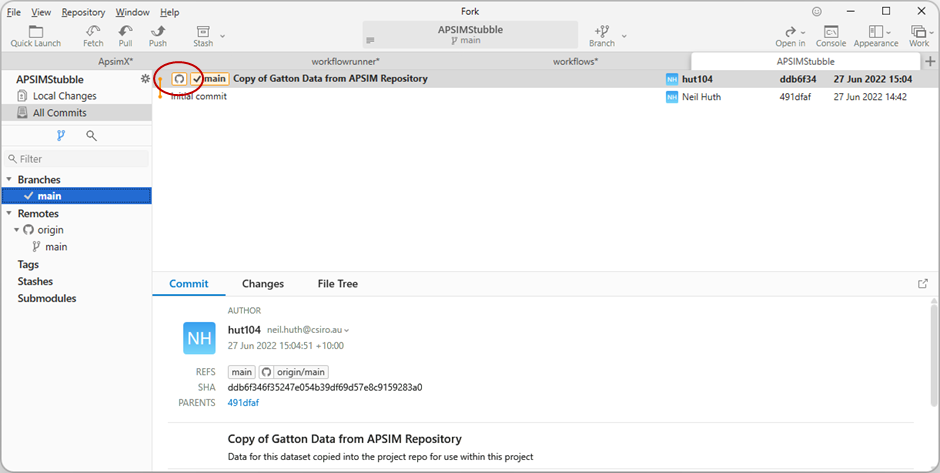 File View Repository Window Help Fork
Quick Launch Fetch Pull Push Stash APSIMStubble main Branch Open in Console Appearance Work
ApsimX* workflowrunner* workflows* APSIMStubble
APSIMStubble
Local Changes
All Commits
Filter
Branches
main
Remotes
origin
main
Tags
Stashes
Submodules
main Copy of Gatton Data from APSIM Repository NH hut104 ddb6f34 27 Jun 2022 15:04
Initial commit NH Neil Huth 491dfaf 27 Jun 2022 14:42
Commit Changes File Tree
AUTHOR
NH hut104 neil.huth@csiro.au
27 Jun 2022 15:04:51 +10:00
REFS main origin/main
SHA ddb6f346f35247e054b39df69d57e8c9159283a0
PARENTS 491dfaf
Copy of Gatton Data from APSIM Repository
Data for this dataset copied into the project repo for use within this project